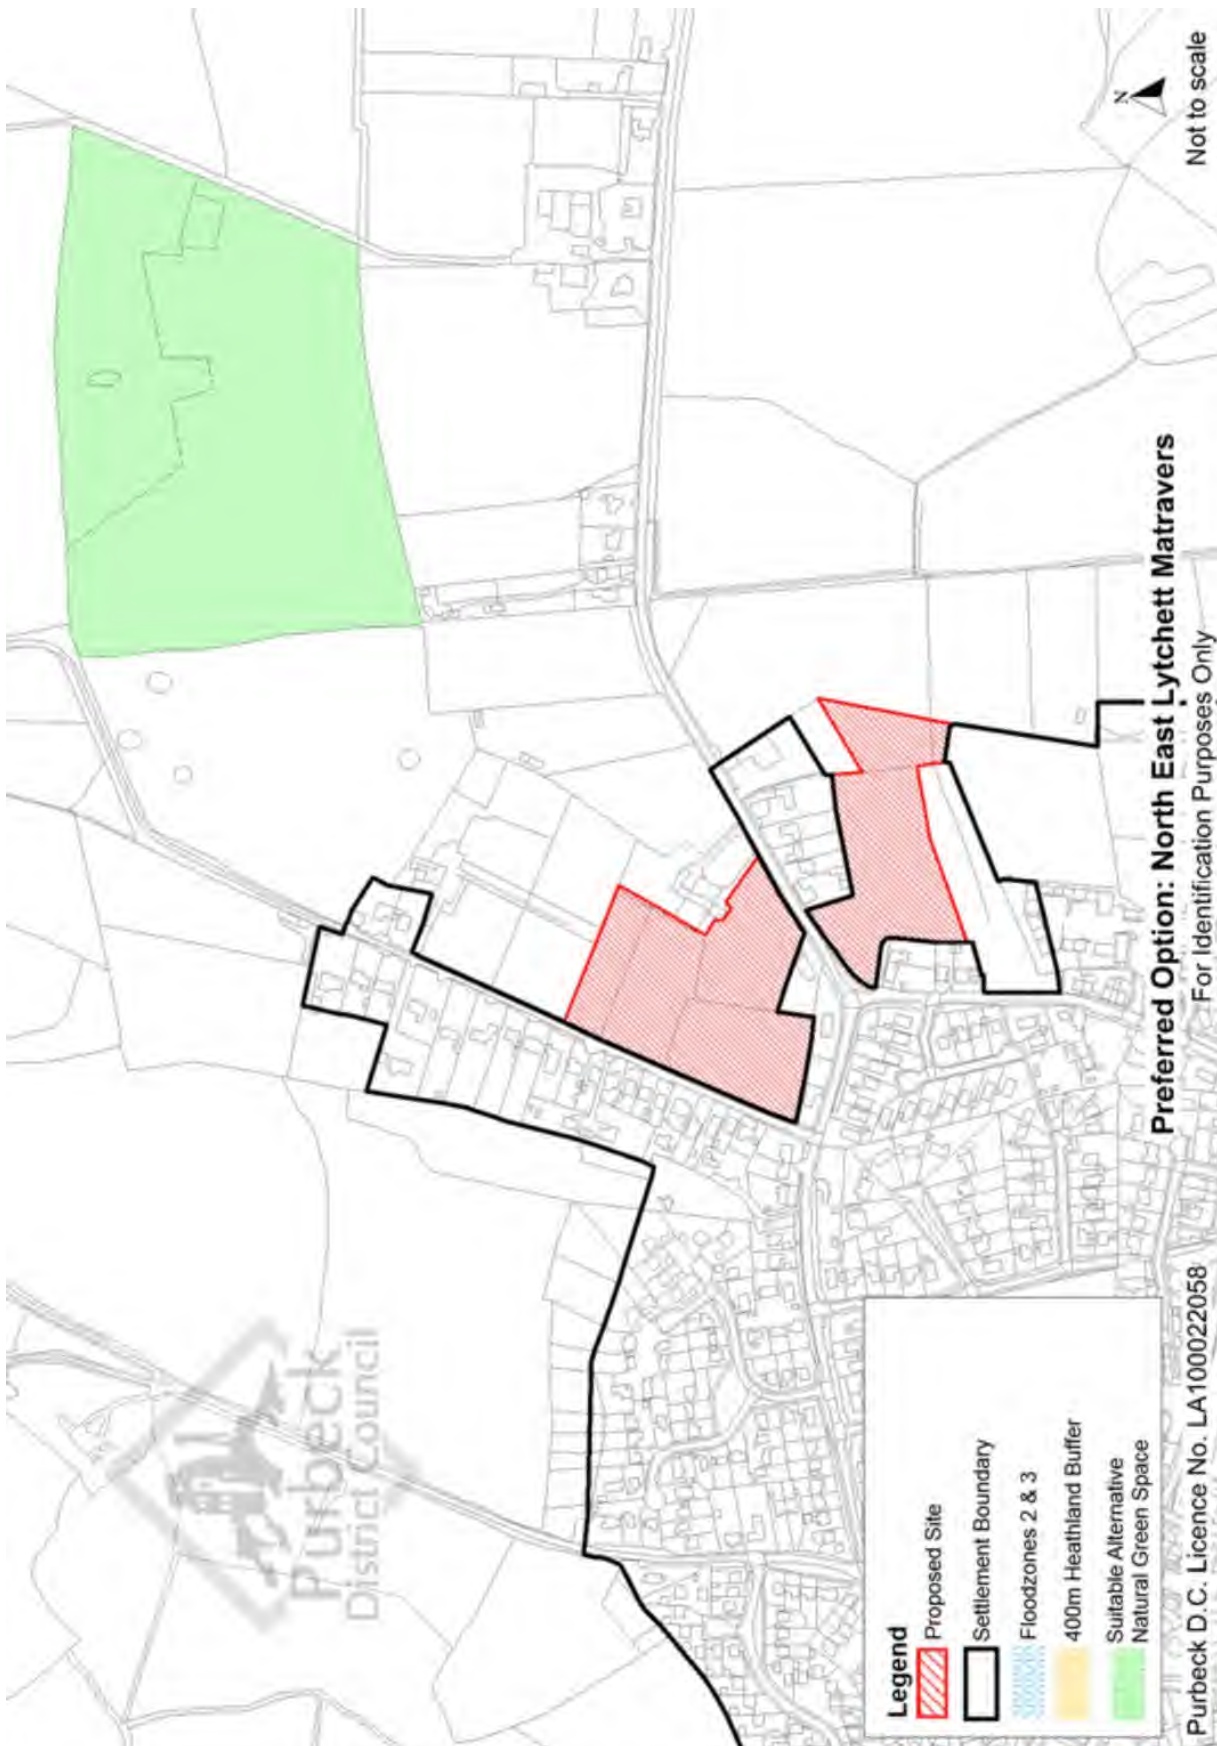 Purbeck
District Council
N
Not to scale
Legend
Proposed Site
Settlement Boundary
Floodzones 2 & 3
400m Heathland Buffer
Suitable Alternative
Natural Green Space
Preferred Option: North East Lytchett Matravers
For Identification Purposes Only
Purbeck D.C. Licence No. LA100022058